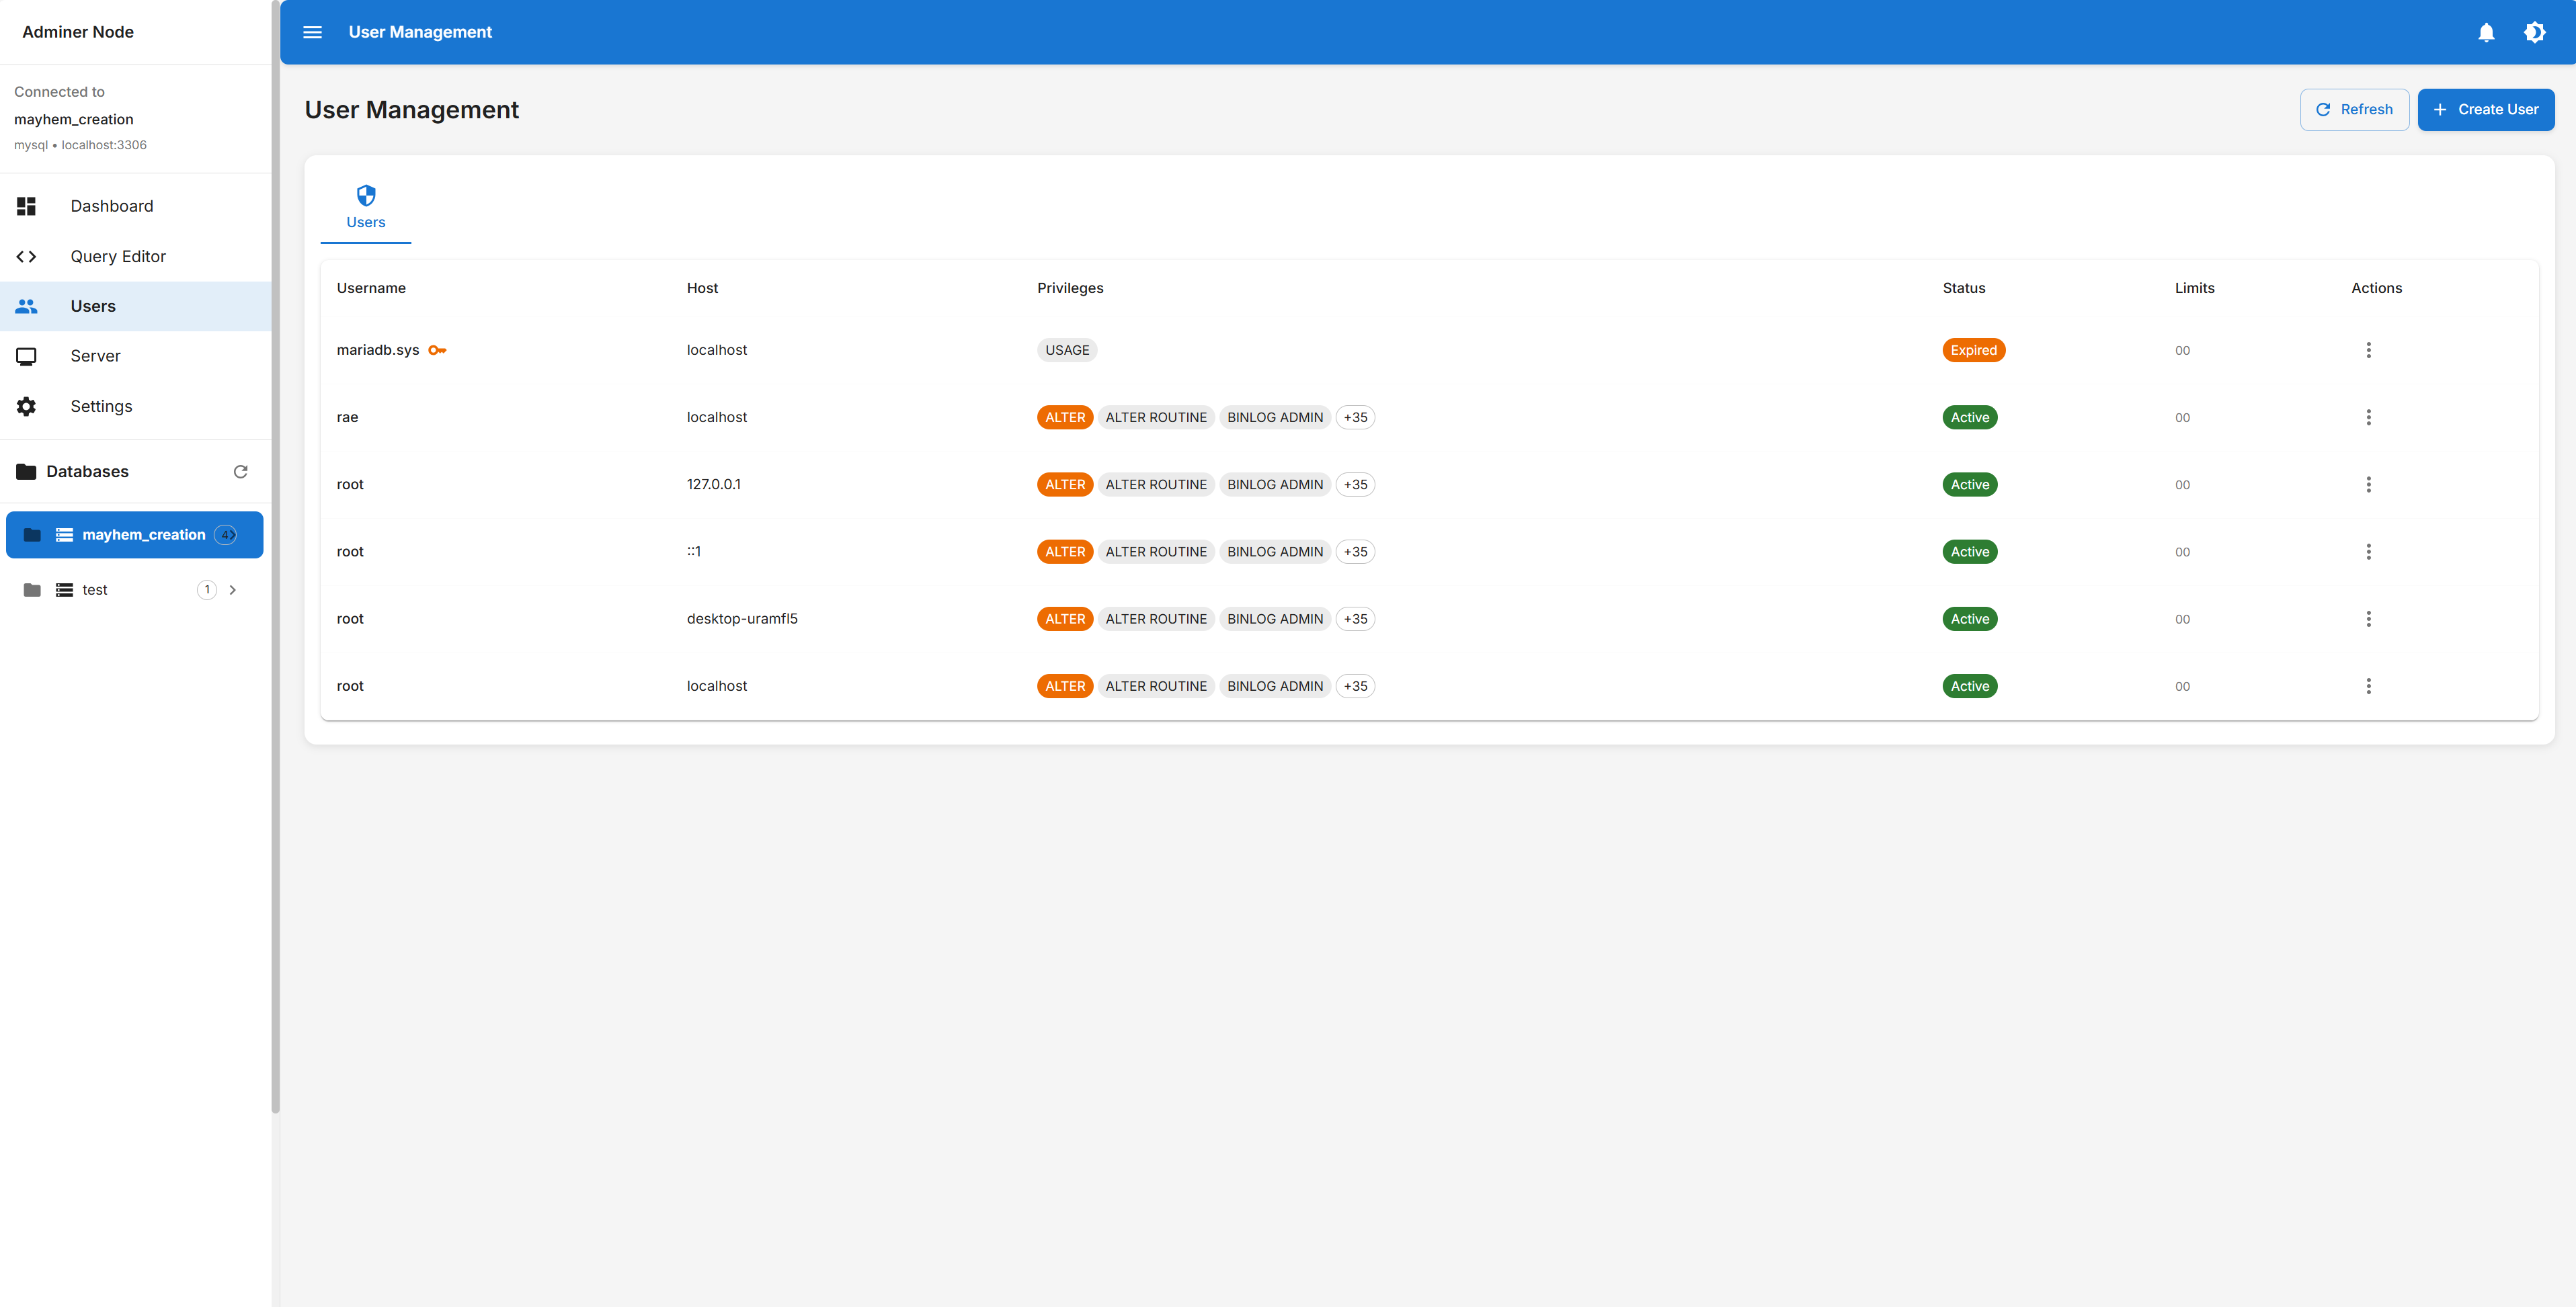 Adminer Node
User Management
Connected to
mayhem_creation
mysql • localhost:3306
Dashboard
Query Editor
Users
Server
Settings
Databases
mayhem_creation 4
test 1
User Management
Refresh
Create User
Users
Username Host Privileges Status Limits Actions
mariadb.sys localhost USAGE Expired 00
rae localhost ALTER ALTER ROUTINE BINLOG ADMIN +35 Active 00
root 127.0.0.1 ALTER ALTER ROUTINE BINLOG ADMIN +35 Active 00
root ::1 ALTER ALTER ROUTINE BINLOG ADMIN +35 Active 00
root desktop-uramfl5 ALTER ALTER ROUTINE BINLOG ADMIN +35 Active 00
root localhost ALTER ALTER ROUTINE BINLOG ADMIN +35 Active 00